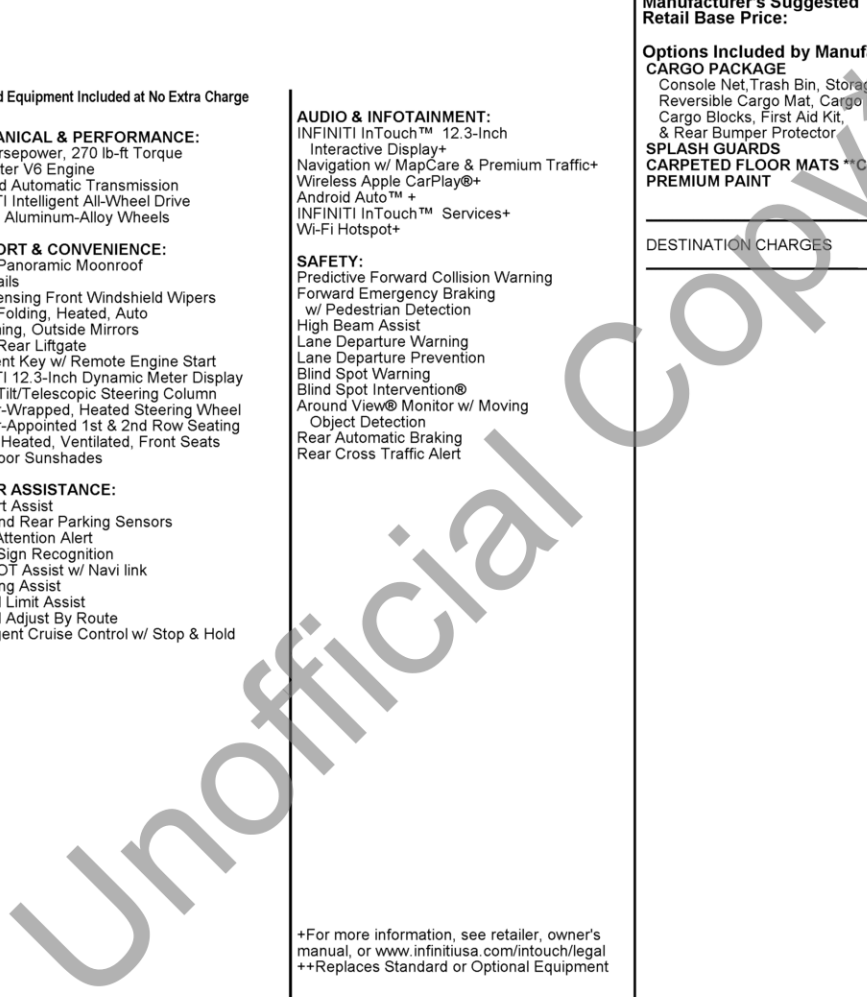 d Equipment Included at No Extra Charge
ANICAL & PERFORMANCE:
rsepower, 270 lb-ft Torque
ter V6 Engine
d Automatic Transmission
TI Intelligent All-Wheel Drive
Aluminum-Alloy Wheels
ORT & CONVENIENCE:
Panoramic Moonroof
ails
ensing Front Windshield Wipers
Folding, Heated, Auto
ning, Outside Mirrors
Rear Liftgate
ent Key w/ Remote Engine Start
TI 12.3-Inch Dynamic Meter Display
Tilt/Telescopic Steering Column
r-Wrapped, Heated Steering Wheel
r-Appointed 1st & 2nd Row Seating
Heated, Ventilated, Front Seats
oor Sunshades
R ASSISTANCE:
rt Assist
nd Rear Parking Sensors
Attention Alert
Sign Recognition
OT Assist w/ Navi link
ng Assist
d Limit Assist
d Adjust By Route
gent Cruise Control w/ Stop & Hold
AUDIO & INFOTAINMENT:
INFINITI InTouch™ 12.3-Inch
Interactive Display+
Navigation w/ MapCare & Premium Traffic+
Wireless Apple CarPlay®+
Android Auto™ +
INFINITI InTouch™ Services+
Wi-Fi Hotspot+
SAFETY:
Predictive Forward Collision Warning
Forward Emergency Braking
w/ Pedestrian Detection
High Beam Assist
Lane Departure Warning
Lane Departure Prevention
Blind Spot Warning
Blind Spot Intervention®
Around View® Monitor w/ Moving
Object Detection
Rear Automatic Braking
Rear Cross Traffic Alert
+For more information, see retailer, owner's
manual, or www.infinitiusa.com/intouch/legal
++Replaces Standard or Optional Equipment
Manufacturer's Suggested
Retail Base Price:
Options Included by Manufa
CARGO PACKAGE
Console Net,Trash Bin, Storag
Reversible Cargo Mat, Cargo
Cargo Blocks, First Aid Kit,
& Rear Bumper Protector
SPLASH GUARDS
CARPETED FLOOR MATS **C
PREMIUM PAINT
DESTINATION CHARGES
Unofficial Copy